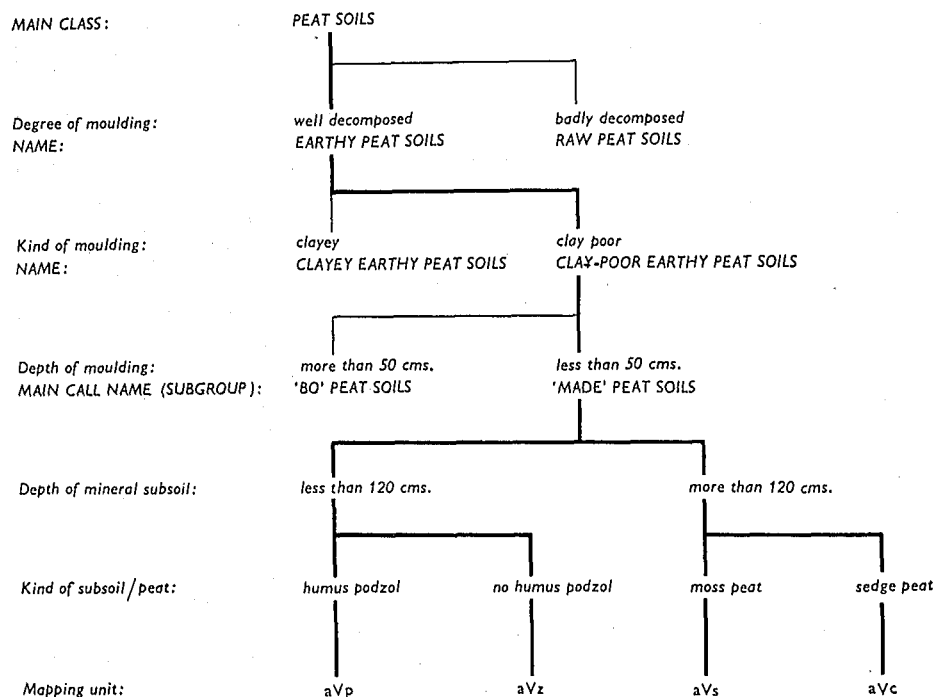 MAIN CLASS: PEAT SOILS
Degree of moulding: well decomposed badly decomposed
NAME: EARTHY PEAT SOILS RAW PEAT SOILS
Kind of moulding: clayey clay poor
NAME: CLAYEY EARTHY PEAT SOILS CLAY-POOR EARTHY PEAT SOILS
Depth of moulding: more than 50 cms. less than 50 cms.
MAIN CALL NAME (SUBGROUP): 'BO' PEAT SOILS 'MADE' PEAT SOILS
Depth of mineral subsoil: less than 120 cms. more than 120 cms.
Kind of subsoil/peat: humus podzol no humus podzol moss peat sedge peat
Mapping unit: aVp aVz aVs aVc